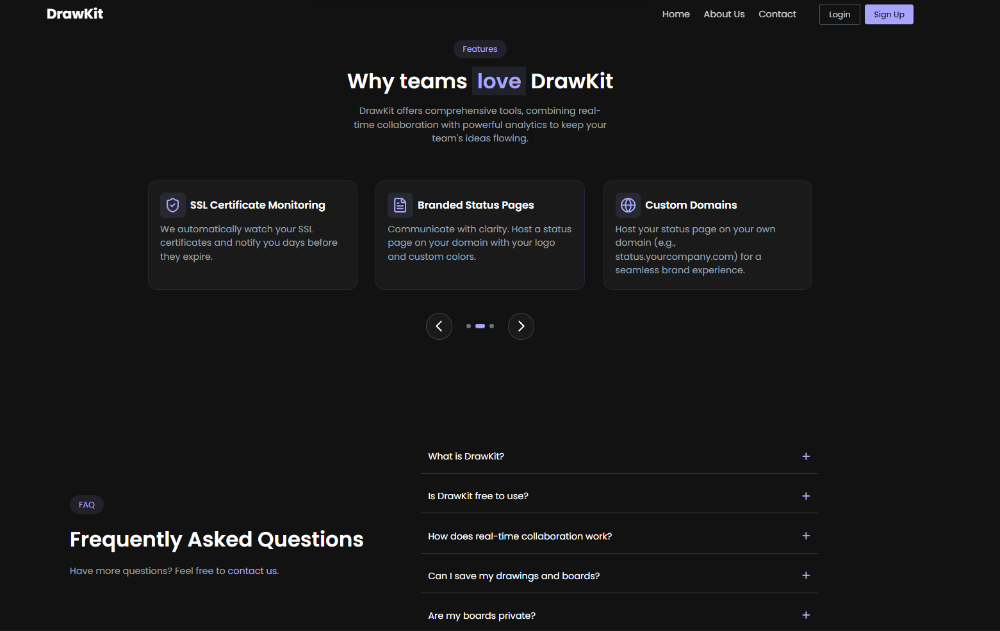 DrawKit
Home
About Us
Contact
Login
Sign Up
Features
Why teams love DrawKit
DrawKit offers comprehensive tools, combining real-
time collaboration with powerful analytics to keep your
team's ideas flowing.
SSL Certificate Monitoring
We automatically watch your SSL
certificates and notify you days before
they expire.
Branded Status Pages
Communicate with clarity. Host a status
page on your domain with your logo
and custom colors.
Custom Domains
Host your status page on your own
domain (e.g.,
status.yourcompany.com) for a
seamless brand experience.
FAQ
Frequently Asked Questions
Have more questions? Feel free to contact us.
What is DrawKit?
Is DrawKit free to use?
How does real-time collaboration work?
Can I save my drawings and boards?
Are my boards private?